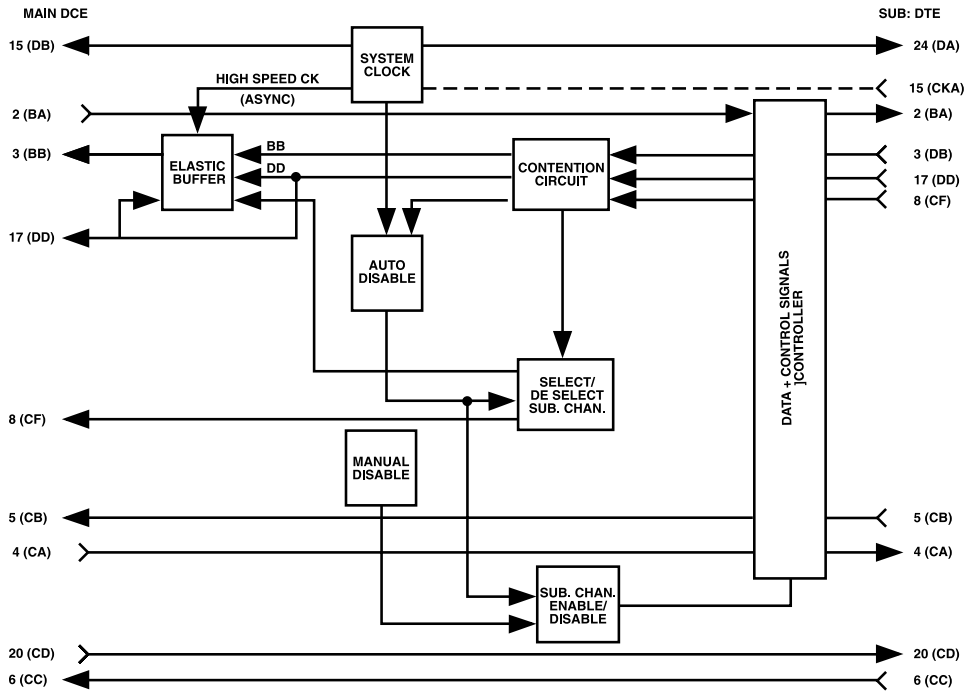 MAIN DCE
SUB: DTE
15 (DB)
SYSTEM
CLOCK
24 (DA)
HIGH SPEED CK
(ASYNC)
15 (CKA)
2 (BA)
2 (BA)
3 (BB)
ELASTIC
BUFFER
BB
DD
CONTENTION
CIRCUIT
3 (DB)
17 (DD)
8 (CF)
17 (DD)
AUTO
DISABLE
DATA + CONTROL SIGNALS
]CONTROLLER
SELECT/
DE SELECT
SUB. CHAN.
8 (CF)
MANUAL
DISABLE
5 (CB)
5 (CB)
4 (CA)
4 (CA)
SUB. CHAN.
ENABLE/
DISABLE
20 (CD)
20 (CD)
6 (CC)
6 (CC)